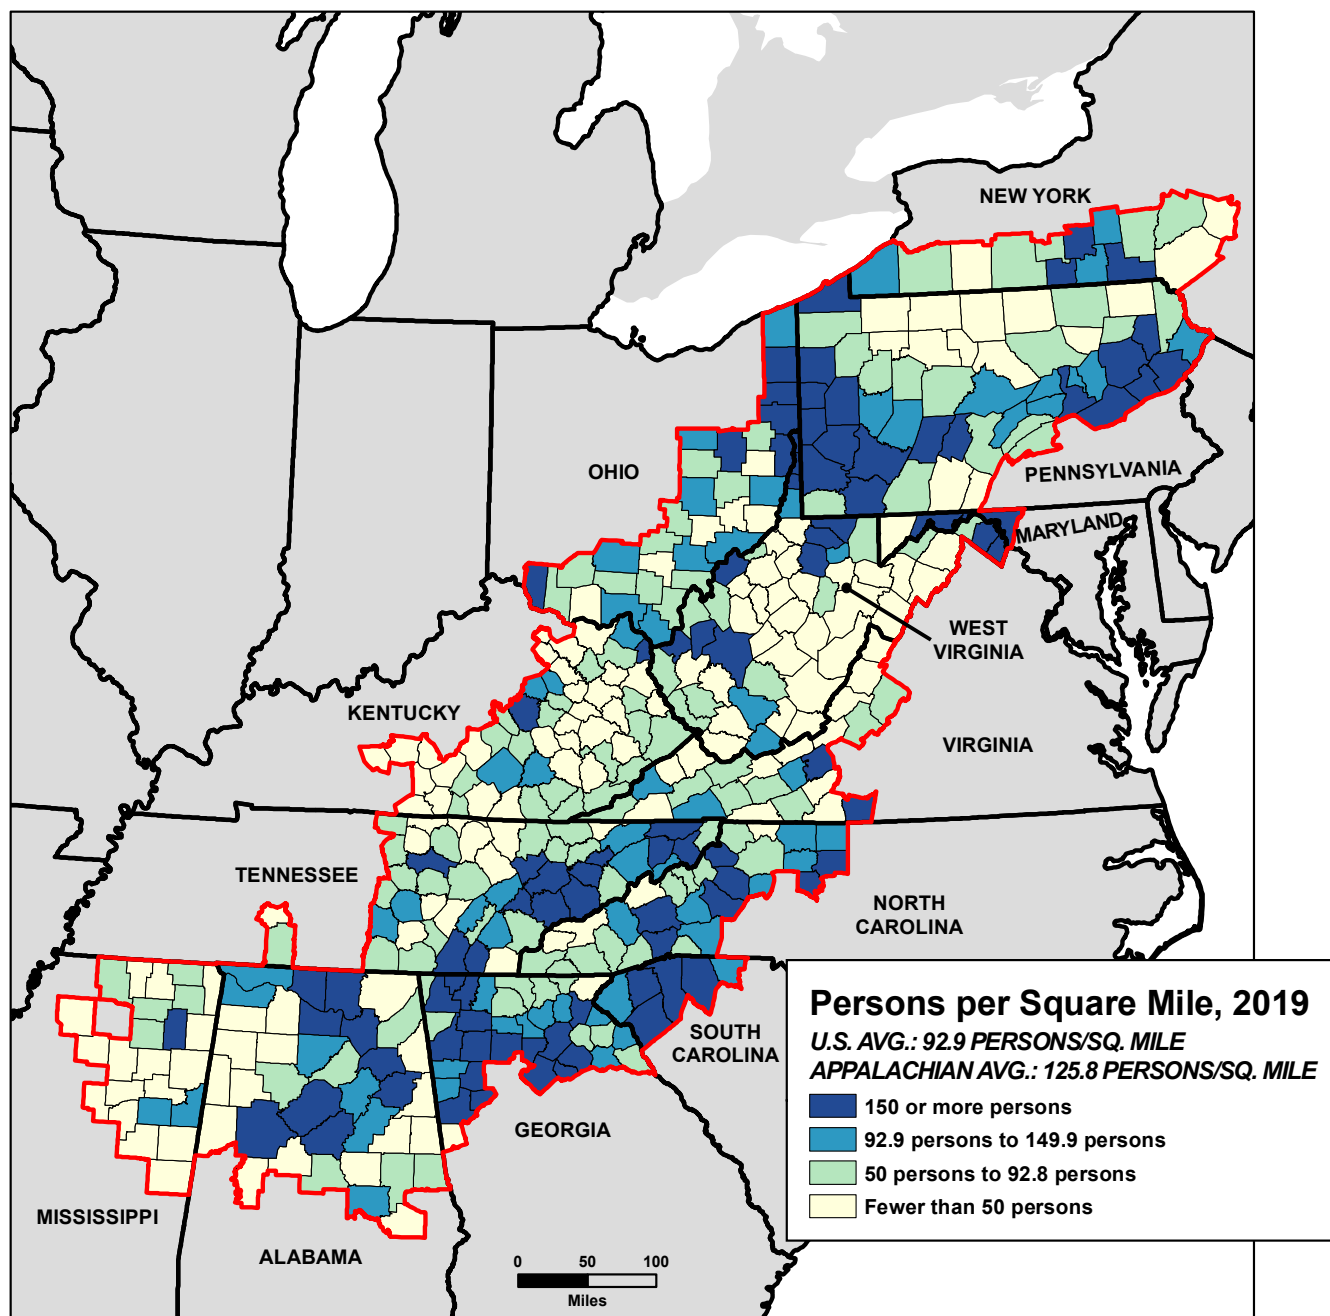 NEW YORK
OHIO
PENNSYLVANIA
MARYLAND
WEST
VIRGINIA
KENTUCKY
VIRGINIA
TENNESSEE
NORTH
CAROLINA
SOUTH
CAROLINA
GEORGIA
MISSISSIPPI
ALABAMA
Persons per Square Mile, 2019
U.S. AVG.: 92.9 PERSONS/SQ. MILE
APPALACHIAN AVG.: 125.8 PERSONS/SQ. MILE
150 or more persons
92.9 persons to 149.9 persons
50 persons to 92.8 persons
Fewer than 50 persons
0 50 100
Miles